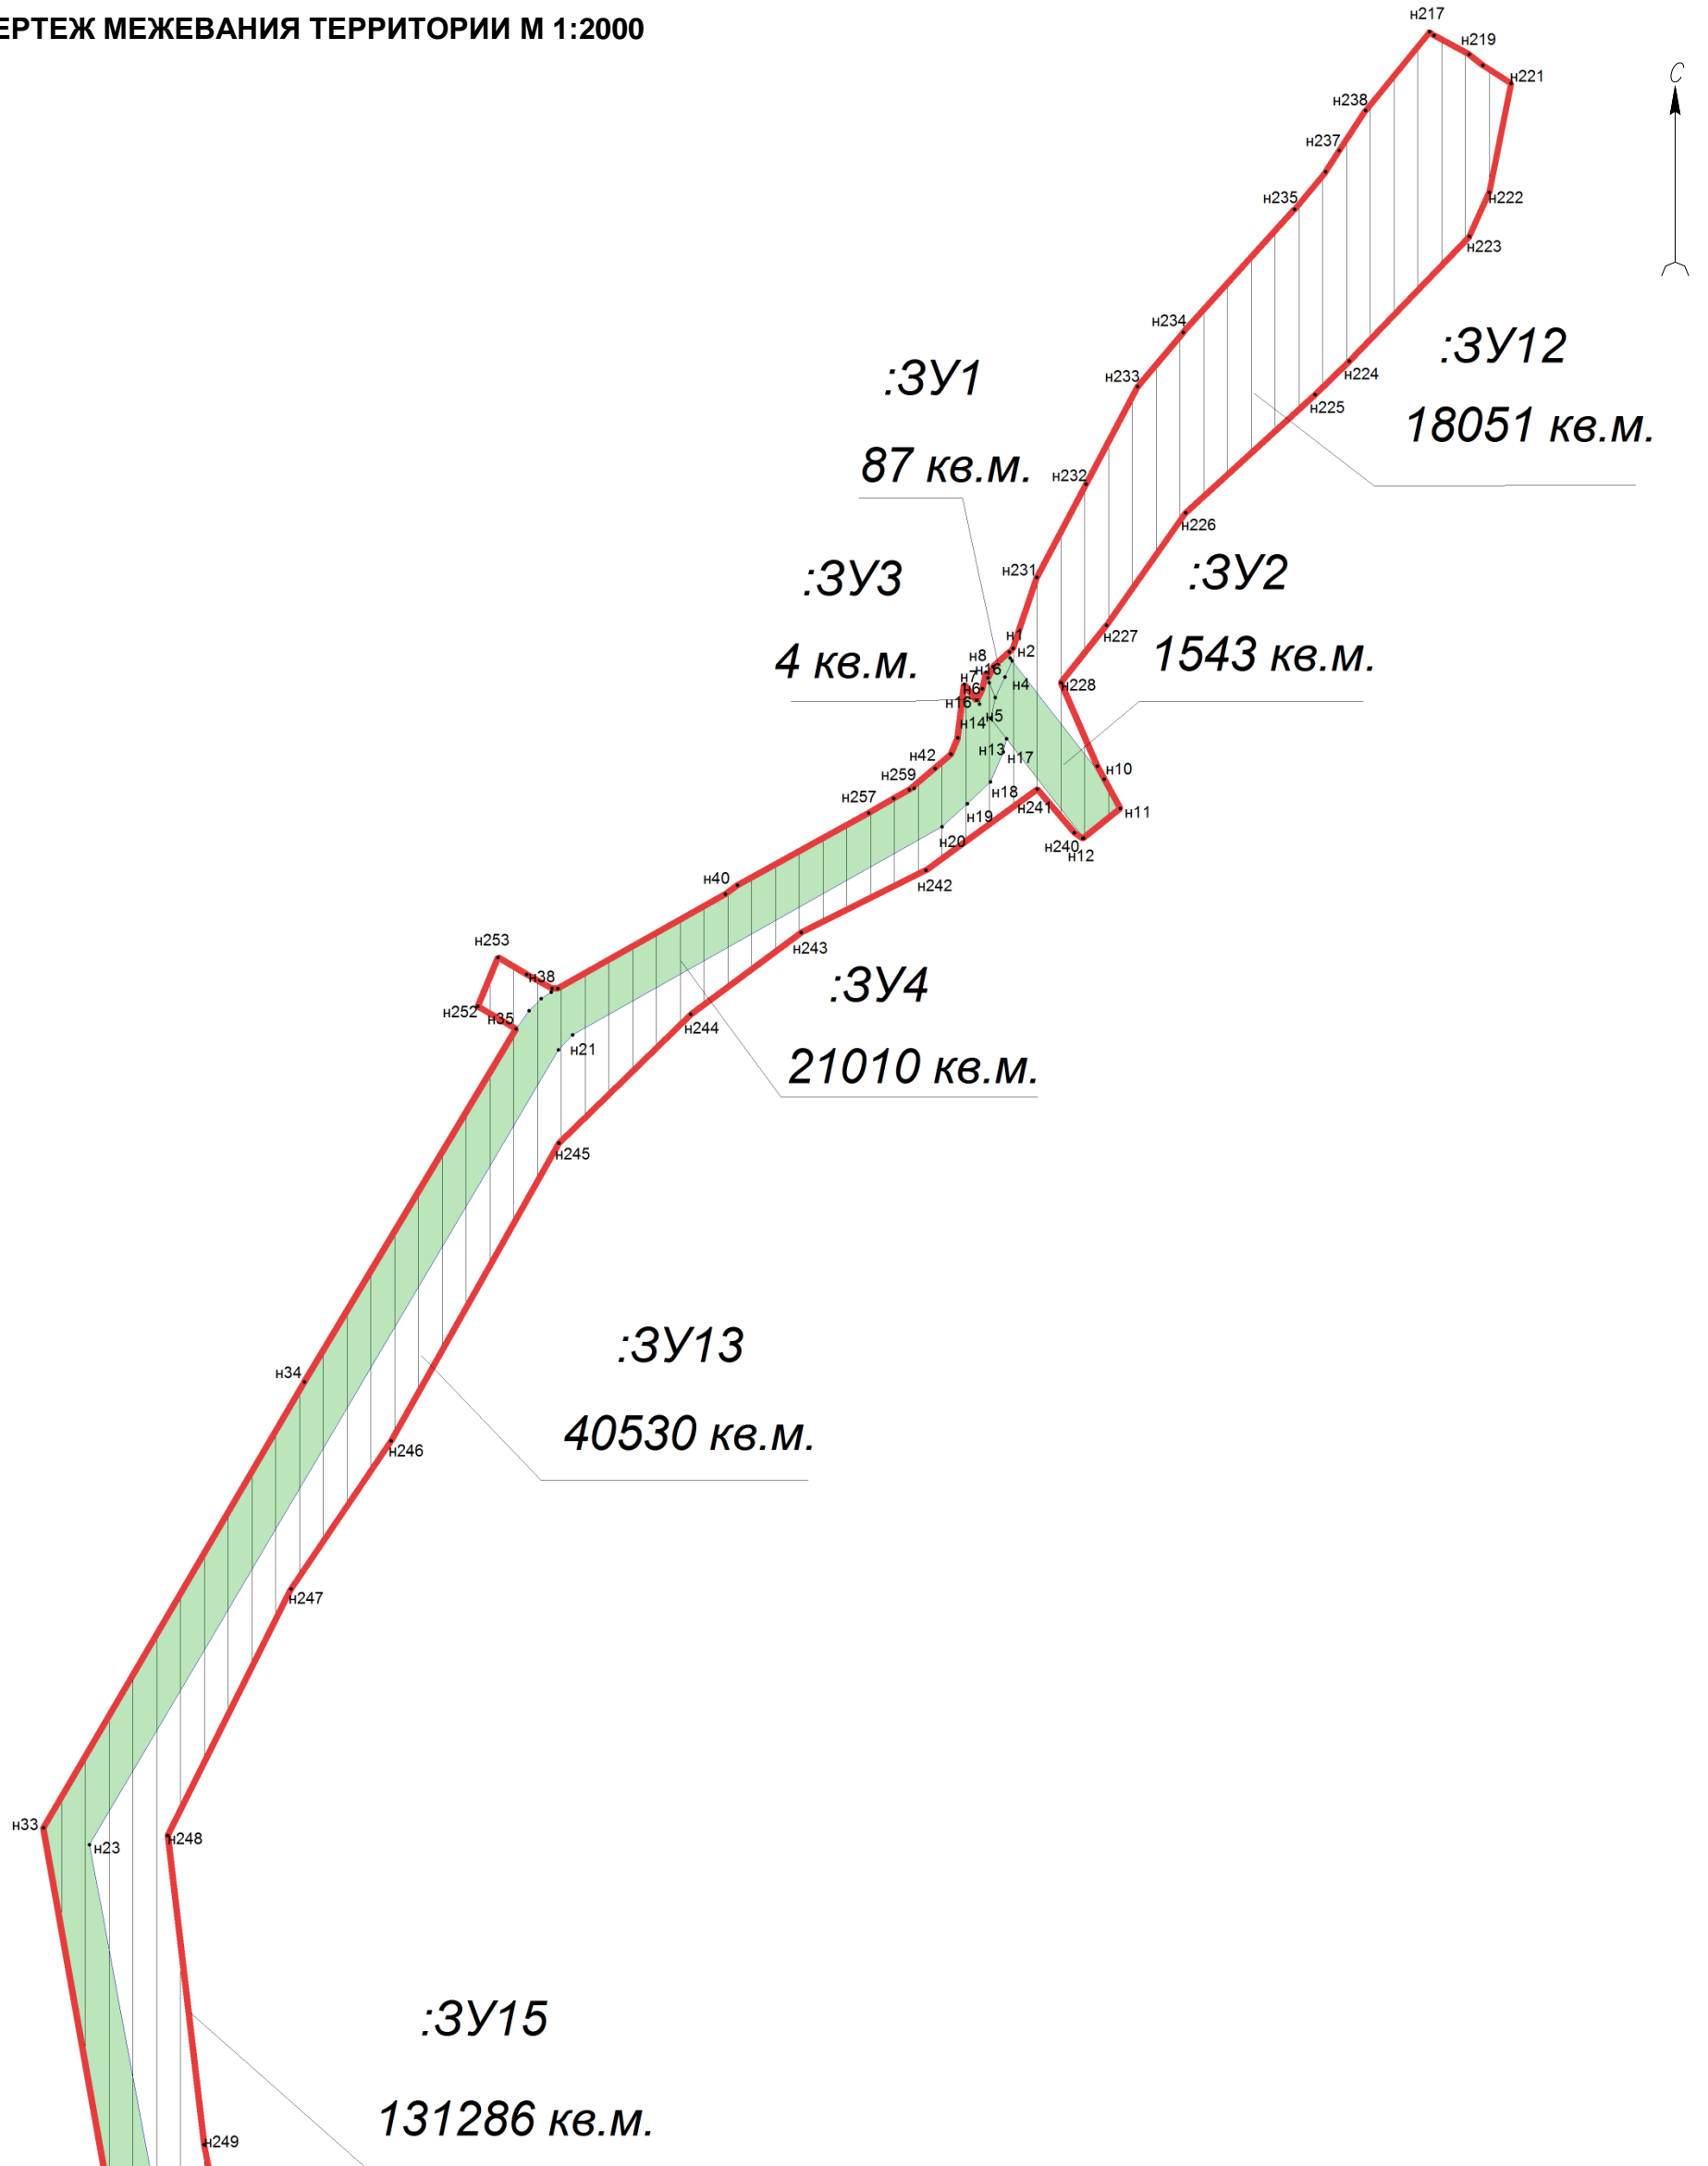 ЕРТЕЖ МЕЖЕВАНИЯ ТЕРРИТОРИИ М 1:2000
н217
н219
н221
С
н238
н237
н235
н222
н223
н234
:ЗУ12
н224
:ЗУ1
н233
н225
18051 кв.м.
87 кв.м.
н232
н226
:ЗУ3
н231
:ЗУ2
н227
4 кв.м.
н1
н2
1543 кв.м.
н8
н16
н7
н6
н4
н228
н16
н5
н14
н13
н17
н42
н10
н259
н18
н241
н11
н257
н19
н20
н240
н12
н40
н242
н253
н243
н38
:ЗУ4
н252
н35
н244
н21
21010 кв.м.
н245
:ЗУ13
н34
40530 кв.м.
н246
н247
н33
н248
н23
:ЗУ15
131286 кв.м.
н249